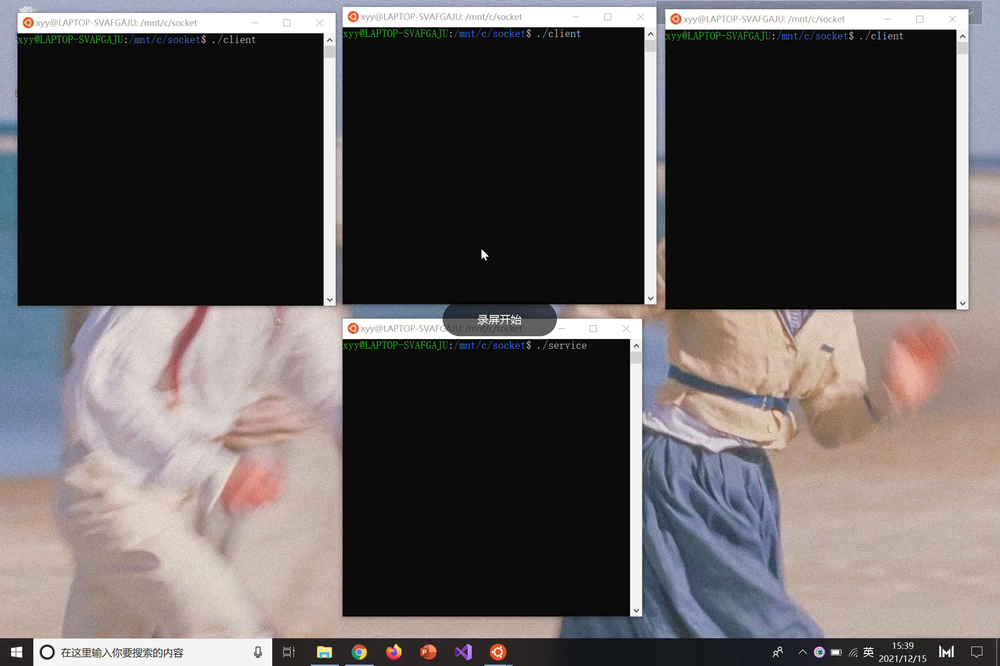 xyy@LAPTOP-SVAFGAJU: /mnt/c/socket
xyy@LAPTOP-SVAFGAJU:/mnt/c/socket$ ./client
xyy@LAPTOP-SVAFGAJU: /mnt/c/socket
xyy@LAPTOP-SVAFGAJU:/mnt/c/socket$ ./client
xyy@LAPTOP-SVAFGAJU: /mnt/c/socket
xyy@LAPTOP-SVAFGAJU:/mnt/c/socket$ ./client
录屏开始
xyy@LAPTOP-SVAFGAJU: /mnt/c/socket
xyy@LAPTOP-SVAFGAJU:/mnt/c/socket$ ./service
在这里输入你要搜索的内容
英
15:39
2021/12/15